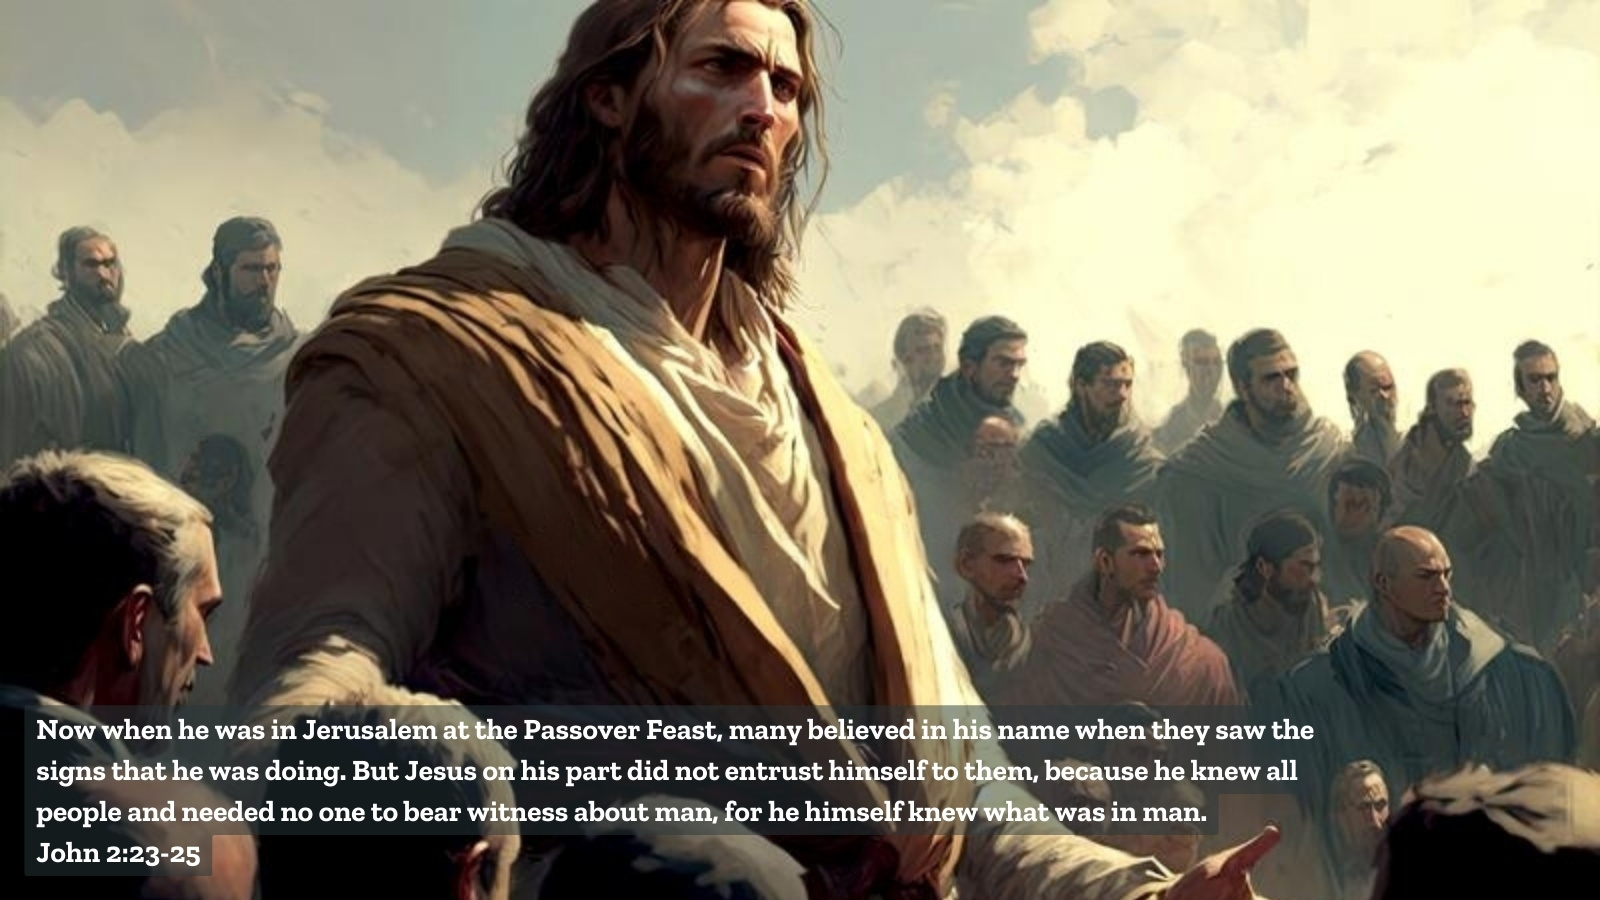 Now when he was in Jerusalem at the Passover Feast, many believed in his name when they saw the
signs that he was doing. But Jesus on his part did not entrust himself to them, because he knew all
people and needed no one to bear witness about man, for he himself knew what was in man.
John 2:23-25